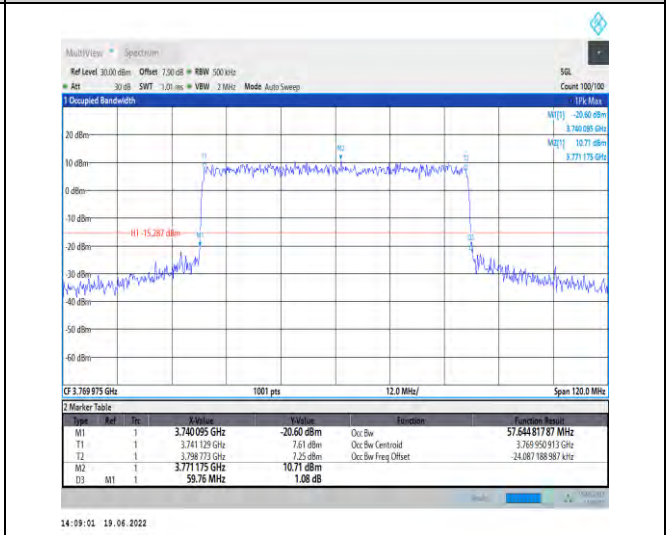 MultiView Spectrum
Ref Level 30.00 dBm Offset 7.50 dB RBW 500 kHz SGL
Att 30 dB SWT 1.01 ms VBW 2 MHz Mode Auto Sweep Count 100/100
1 Occupied Bandwidth 1Pk Max
M1[1] -20.60 dBm
3.740 095 GHz
M2[1] 10.71 dBm
3.771 175 GHz
20 dBm
M2
10 dBm
0 dBm
-10 dBm
H1 -15.287 dBm
M1
-20 dBm
-30 dBm
-40 dBm
-50 dBm
-60 dBm
CF 3.769 975 GHz 1001 pts 12.0 MHz/ Span 120.0 MHz
2 Marker Table
Type Ref Trc X-Value Y-Value Function Function Result
M1 1 3.740 095 GHz -20.60 dBm Occ Bw 57.644 817 87 MHz
T1 1 3.741 129 GHz 7.61 dBm Occ Bw Centroid 3.769 950 913 GHz
T2 1 3.798 773 GHz 7.25 dBm Occ Bw Freq Offset -24.087 188 987 kHz
M2 1 3.771 175 GHz 10.71 dBm
D3 M1 1 59.76 MHz 1.08 dB
14:09:01 19.06.2022